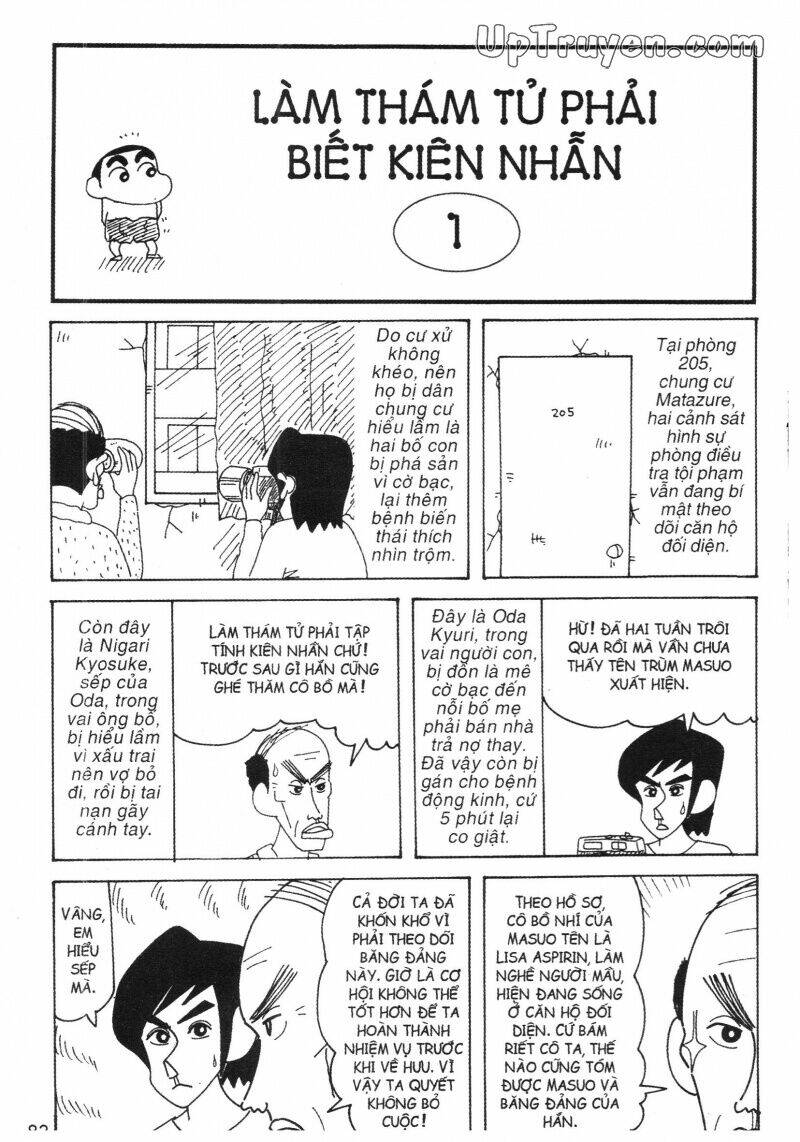 UpTruyen.com
LÀM THÁM TỬ PHẢI
BIẾT KIÊN NHẪN
1
Tại phòng
205,
chung cư
Matazure,
hai cảnh sát
hình sự
phòng điều
tra tội phạm
vẫn đang bí
mật theo
dõi căn hộ
đối diện.
205
Do cư xử
không
khéo, nên
họ bị dân
chung cư
hiểu lầm là
hai bố con
bị phá sản
vì cờ bạc,
lại thêm
bệnh biến
thái thích
nhìn trộm.
HỪ! ĐÃ HAI TUẦN TRÔI
QUA RỒI MÀ VẪN CHƯA
THẤY TÊN TRÙM MASUO
XUẤT HIỆN.
Đây là Oda
Kyuri, trong
vai người con,
bị đồn là mê
cờ bạc đến
nỗi bố mẹ
phải bán nhà
trả nợ thay.
Đã vậy còn bị
gán cho bệnh
động kinh, cứ
5 phút lại
co giật.
LÀM THÁM TỬ PHẢI TẬP
TÍNH KIÊN NHẪN CHỨ!
TRƯỚC SAU GÌ HẮN CŨNG
GHÉ THĂM CÔ BỒ MÀ!
Còn đây
là Nigari
Kyosuke,
sếp của
Oda, trong
vai ông bố,
bị hiểu lầm
vì xấu trai
nên vợ bỏ
đi, rồi bị tai
nạn gãy
cánh tay.
THEO HỒ SƠ,
CÔ BỒ NHÍ CỦA
MASUO TÊN LÀ
LISA ASPIRIN, LÀM
NGHỀ NGƯỜI MẪU,
HIỆN ĐANG SỐNG
Ở CĂN HỘ ĐỐI
DIỆN. CỨ BÁM
RIẾT CÔ TA, THẾ
NÀO CŨNG TÓM
ĐƯỢC MASUO VÀ
BĂNG ĐẢNG CỦA
HẮN.
CẢ ĐỜI TA ĐÃ
KHỐN KHỔ VÌ
PHẢI THEO DÕI
BĂNG ĐẢNG
NÀY. GIỜ LÀ CƠ
HỘI KHÔNG THỂ
TỐT HƠN ĐỂ TA
HOÀN THÀNH
NHIỆM VỤ TRƯỚC
KHI VỀ HƯU. VÌ
VẬY TA QUYẾT
KHÔNG BỎ
CUỘC!
VÂNG,
EM
HIỂU
SẾP
MÀ.